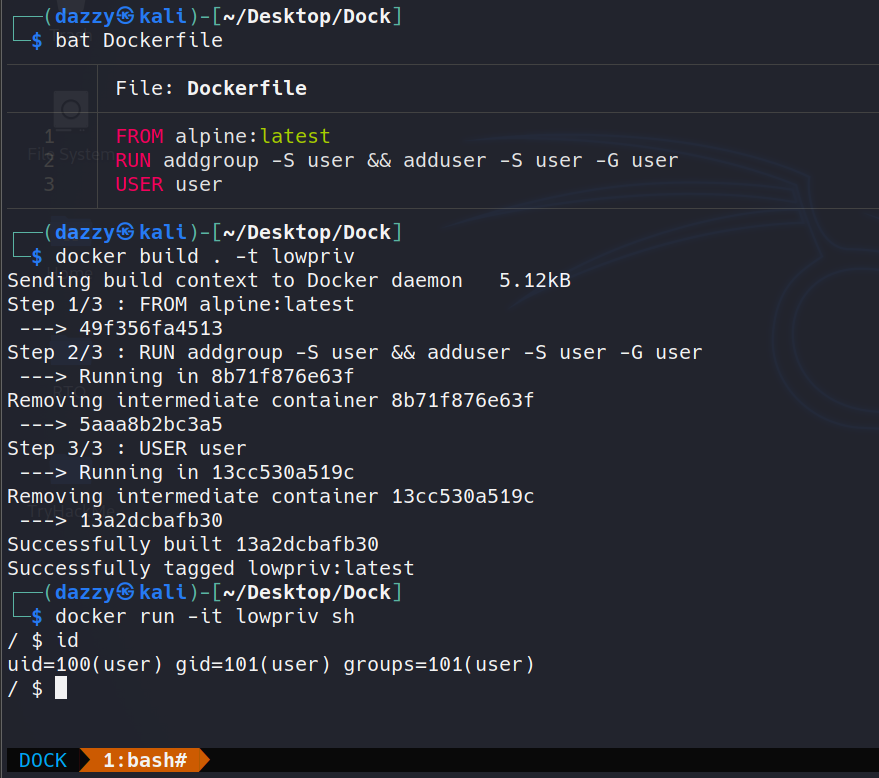 ┌──(dazzy㉿kali)-[~/Desktop/Dock]
└─$ bat Dockerfile
File: Dockerfile
1 FROM alpine:latest
File System
2 RUN addgroup -S user && adduser -S user -G user
3 USER user
┌──(dazzy㉿kali)-[~/Desktop/Dock]
└─$ docker build . -t lowpriv
Sending build context to Docker daemon   5.12kB
Step 1/3 : FROM alpine:latest
 ---> 49f356fa4513
Step 2/3 : RUN addgroup -S user && adduser -S user -G user
 ---> Running in 8b71f876e63f
Removing intermediate container 8b71f876e63f
 ---> 5aaa8b2bc3a5
Step 3/3 : USER user
 ---> Running in 13cc530a519c
Removing intermediate container 13cc530a519c
 ---> 13a2dcbafb30
Successfully built 13a2dcbafb30
Successfully tagged lowpriv:latest
┌──(dazzy㉿kali)-[~/Desktop/Dock]
└─$ docker run -it lowpriv sh
/ $ id
uid=100(user) gid=101(user) groups=101(user)
/ $
DOCK 1:bash#